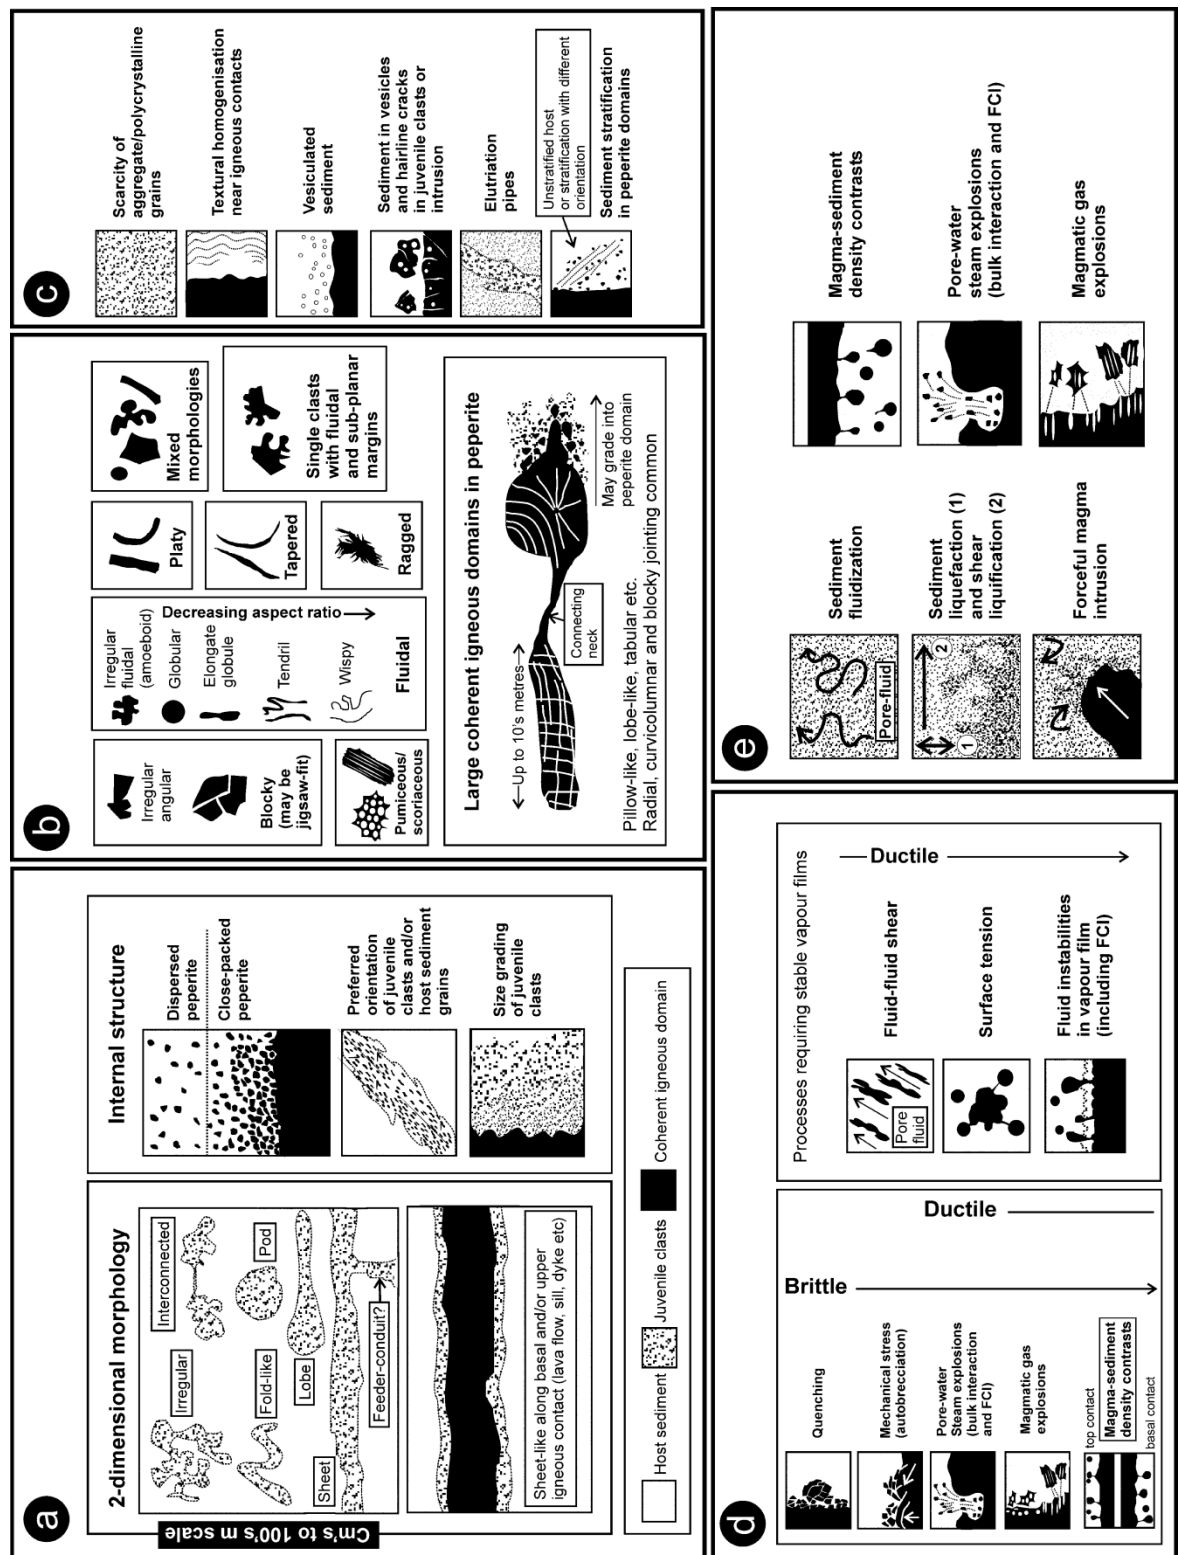 a
2-dimensional morphology
Cm's to 100's m scale
Irregular
Interconnected
Fold-like
Pod
Lobe
Sheet
Feeder-conduit?
Sheet-like along basal and/or upper
igneous contact (lava flow, sill, dyke etc)
Internal structure
Dispersed
peperite
Close-packed
peperite
Preferred
orientation
of juvenile
clasts and/or
host sediment
grains
Size grading
of juvenile
clasts
Host sediment
Juvenile clasts
Coherent igneous domain
b
Irregular
angular
Blocky
(may be
jigsaw-fit)
Pumiceous/
scoriaceous
Irregular
fluidal
(amoeboid)
Globular
Elongate
globule
Tendril
Wispy
Decreasing aspect ratio
Fluidal
Platy
Tapered
Ragged
Mixed
morphologies
Single clasts
with fluidal
and sub-planar
margins
Large coherent igneous domains in peperite
Up to 10's metres
Connecting
neck
May grade into
peperite domain
Pillow-like, lobe-like, tabular etc.
Radial, curvicolumnar and blocky jointing common
c
Scarcity of
aggregate/polycrystalline
grains
Textural homogenisation
near igneous contacts
Vesiculated
sediment
Sediment in vesicles
and hairline cracks
in juvenile clasts or
intrusion
Elutriation
pipes
Unstratified host
or stratification with different
orientation
Sediment stratification
in peperite domains
d
Quenching
Mechanical stress
(autobrecciation)
Pore-water
Steam explosions
(bulk interaction
and FCI)
Magmatic gas
explosions
top contact
Magma-sediment
density contrasts
basal contact
Brittle
Ductile
Processes requiring stable vapour films
Fluid-fluid shear
Pore
fluid
Surface tension
Fluid instabilities
in vapour film
(including FCI)
Ductile
e
Pore-fluid
Sediment
fluidization
1
2
Sediment
liquefaction (1)
and shear
liquification (2)
Forceful magma
intrusion
Magma-sediment
density contrasts
Pore-water
steam explosions
(bulk interaction and FCI)
Magmatic gas
explosions